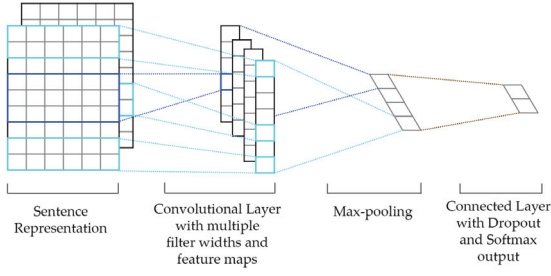 Sentence
Representation
Convolutional Layer
with multiple
filter widths and
feature maps
Max-pooling
Connected Layer
with Dropout
and Softmax
output